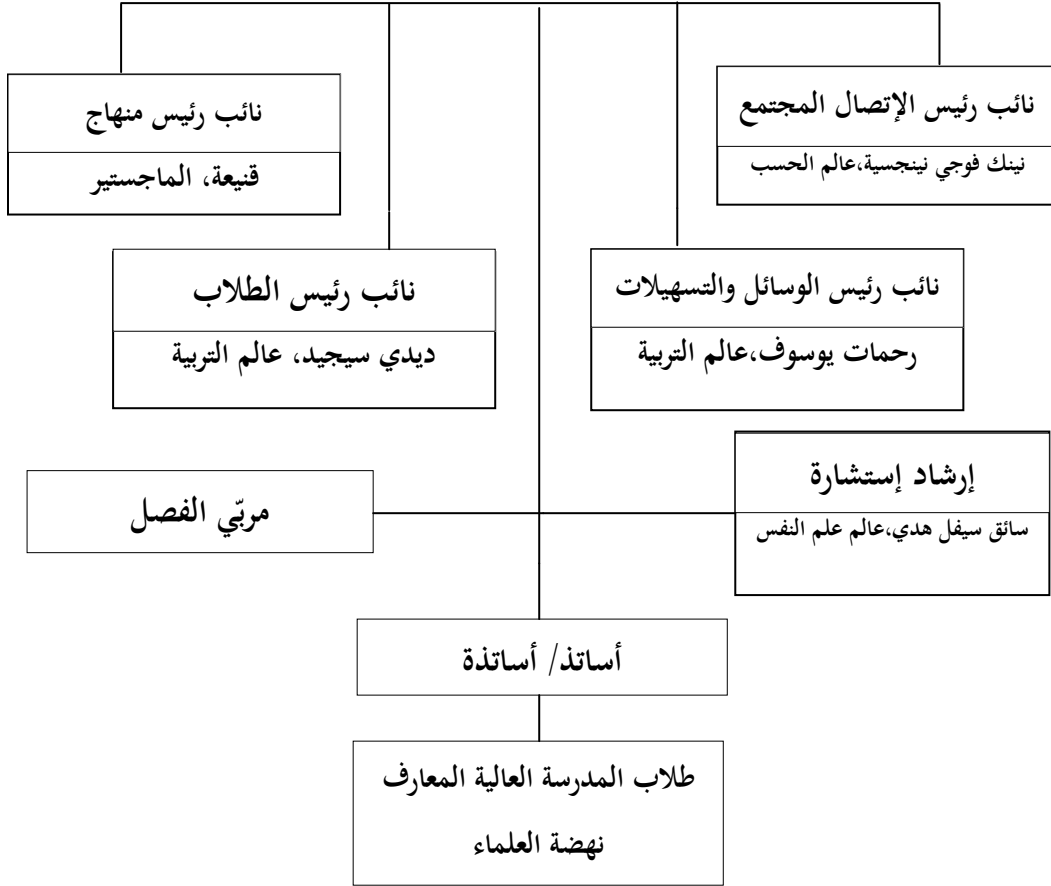 نائب رئيس الإتصال المجتمع
نينك فوجي نينجسية،عالم الحسب
نائب رئيس منهاج
قنيعة، الماجستير
نائب رئيس الوسائل والتسهيلات
رحمات يوسوف،عالم التربية
نائب رئيس الطلاب
ديدي سيجيد، عالم التربية
إرشاد إستشارة
سائق سيفل هدي،عالم علم النفس
مربّي الفصل
أساتذ/ أساتذة
طلاب المدرسة العالية المعارف
نهضة العلماء